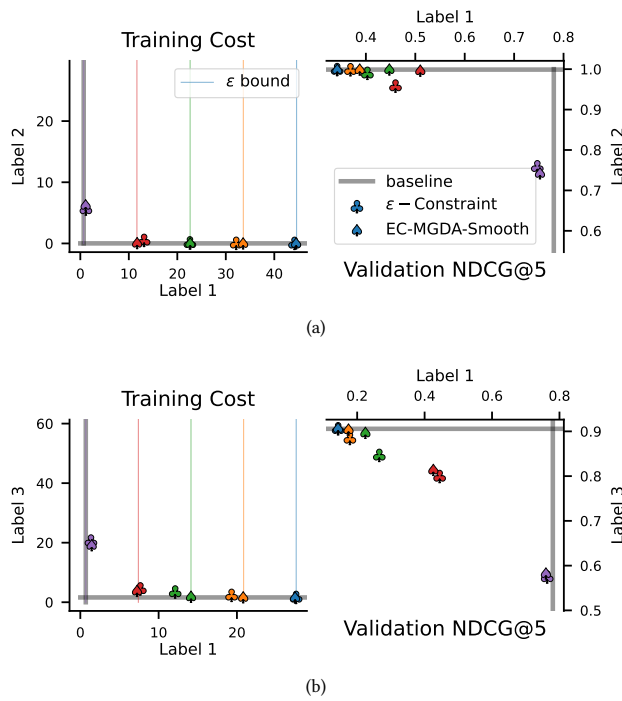 Training Cost
ε bound
Label 2
20
10
0
0 10 20 30 40
Label 1
Label 1
0.4 0.5 0.6 0.7 0.8
1.0
0.9
0.8
0.7
0.6
Label 2
baseline
ε − Constraint
EC-MGDA-Smooth
Validation NDCG@5
(a)
Training Cost
Label 3
60
40
20
0
0 10 20
Label 1
Label 1
0.2 0.4 0.6 0.8
0.9
0.8
0.7
0.6
0.5
Label 3
Validation NDCG@5
(b)